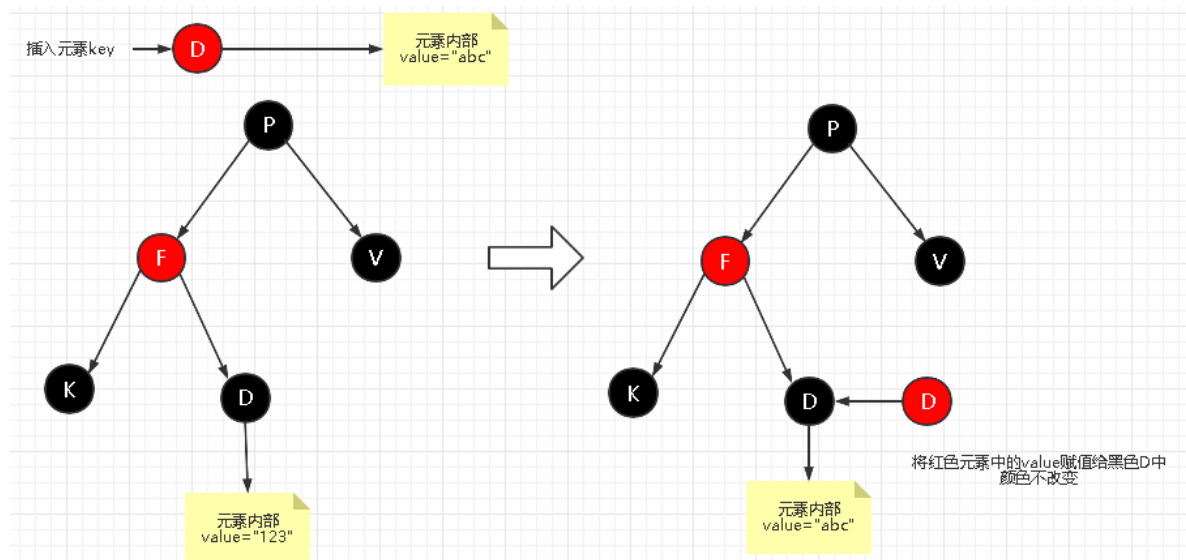 插入元素key
D
元素内部
value="abc"
P
P
F
V
F
V
K
D
K
D
D
将红色元素中的value赋值给黑色D中
颜色不改变
元素内部
value="123"
元素内部
value="abc"